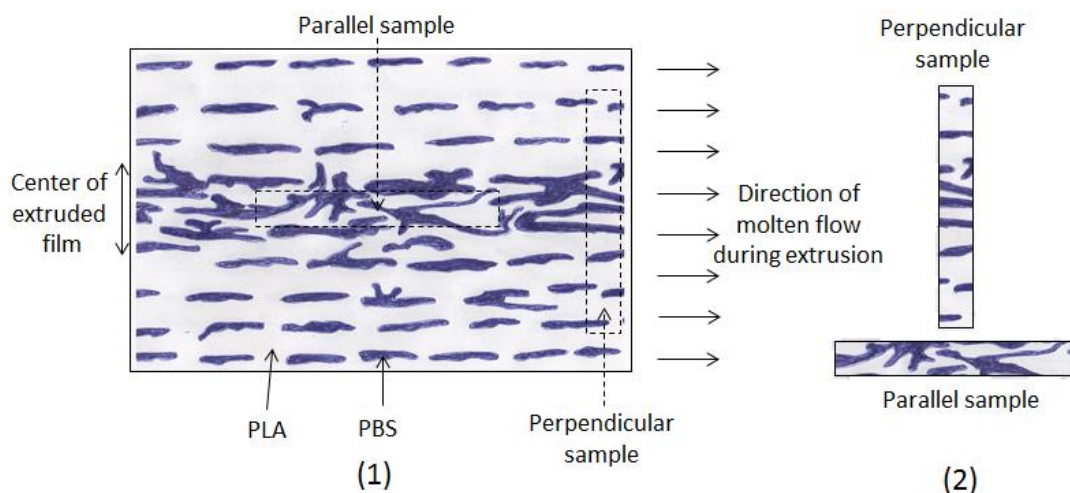 Parallel sample
Center of
extruded
film
Direction of
molten flow
during extrusion
PLA
PBS
Perpendicular
sample
(1)
Perpendicular
sample
Parallel sample
(2)